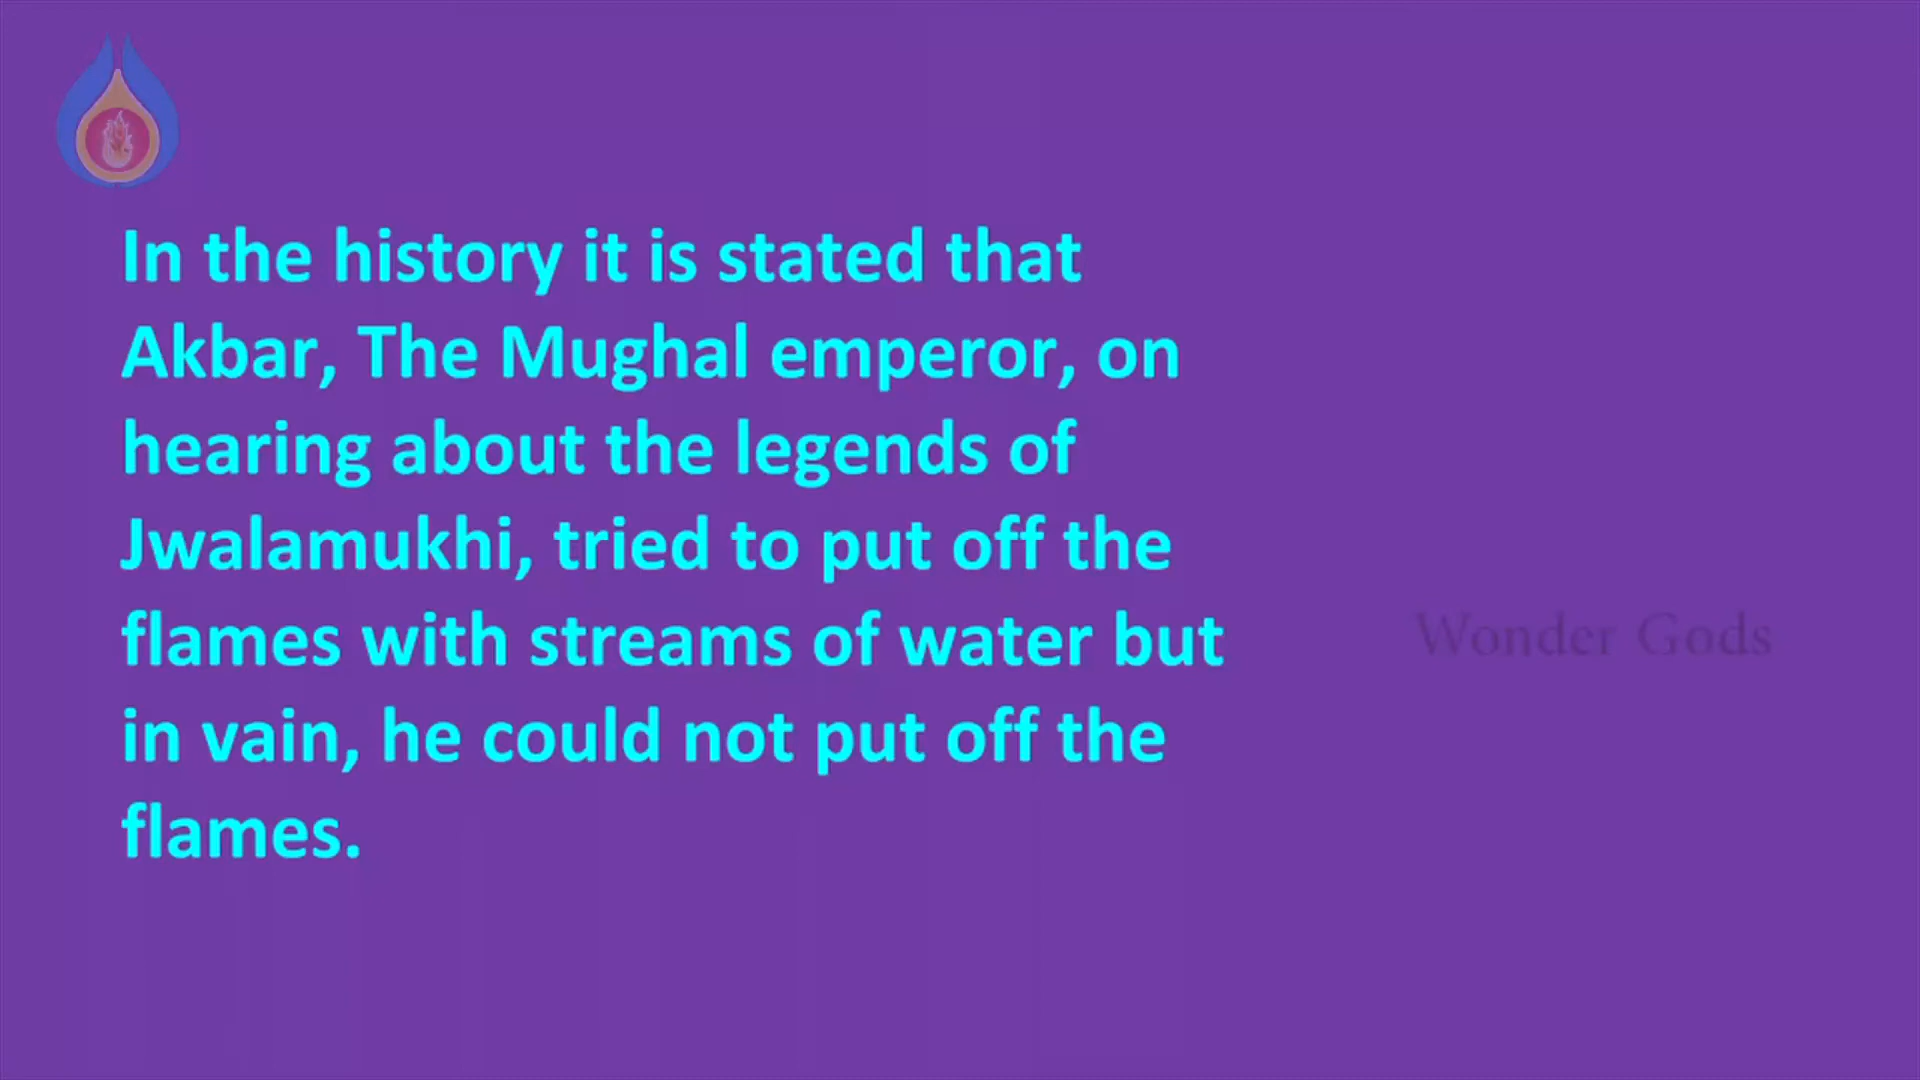 In the history it is stated that
Akbar, The Mughal emperor, on
hearing about the legends of
Jwalamukhi, tried to put off the
flames with streams of water but
in vain, he could not put off the
flames.
Wonder Gods